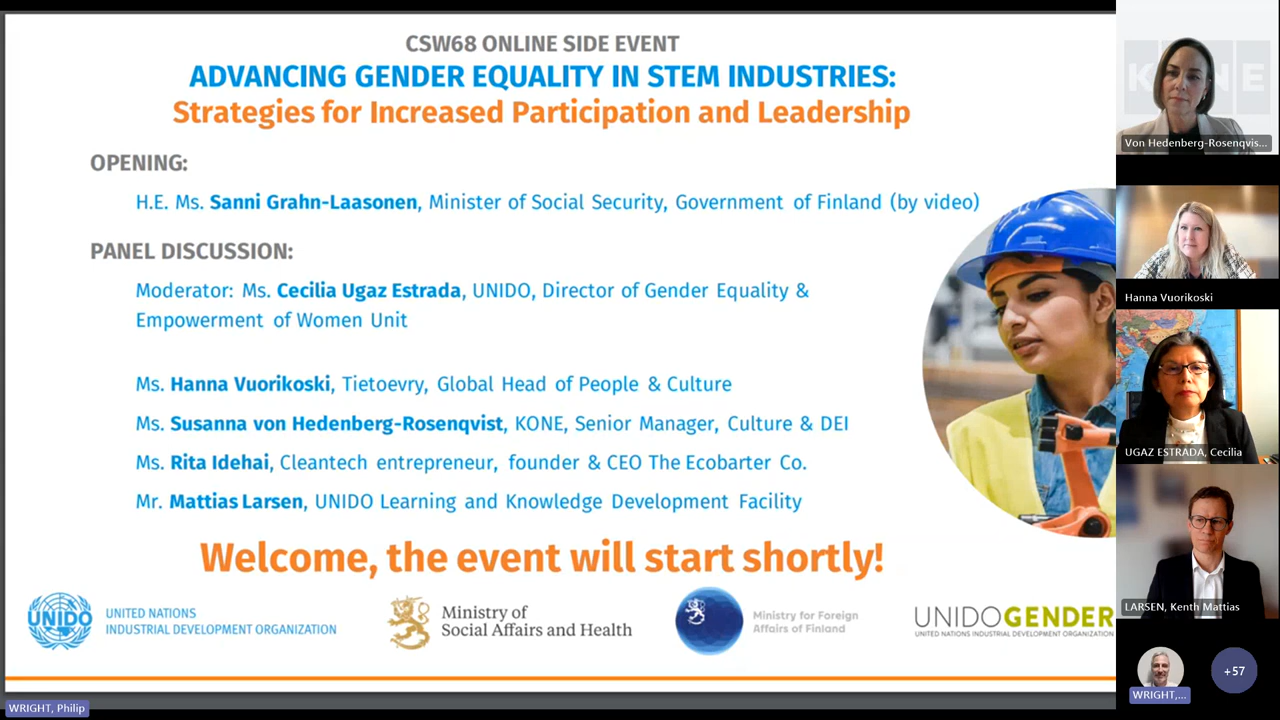 CSW68 ONLINE SIDE EVENT
ADVANCING GENDER EQUALITY IN STEM INDUSTRIES:
Strategies for Increased Participation and Leadership
OPENING:
H.E. Ms. Sanni Grahn-Laasonen, Minister of Social Security, Government of Finland (by video)
PANEL DISCUSSION:
Moderator: Ms. Cecilia Ugaz Estrada, UNIDO, Director of Gender Equality &
Empowerment of Women Unit
Ms. Hanna Vuorikoski, Tietoevry, Global Head of People & Culture
Ms. Susanna von Hedenberg-Rosenqvist, KONE, Senior Manager, Culture & DEI
Ms. Rita Idehai, Cleantech entrepreneur, founder & CEO The Ecobarter Co.
Mr. Mattias Larsen, UNIDO Learning and Knowledge Development Facility
Welcome, the event will start shortly!
UNIDO
UNITED NATIONS
INDUSTRIAL DEVELOPMENT ORGANIZATION
Ministry of
Social Affairs and Health
Ministry for Foreign
Affairs of Finland
UNIDOGENDER
UNITED NATIONS INDUSTRIAL DEVELOPMENT ORGANIZATION
WRIGHT, Philip
Von Hedenberg-Rosenqvis...
Hanna Vuorikoski
UGAZ ESTRADA, Cecilia
LARSEN, Kenth Mattias
WRIGHT,...
+57